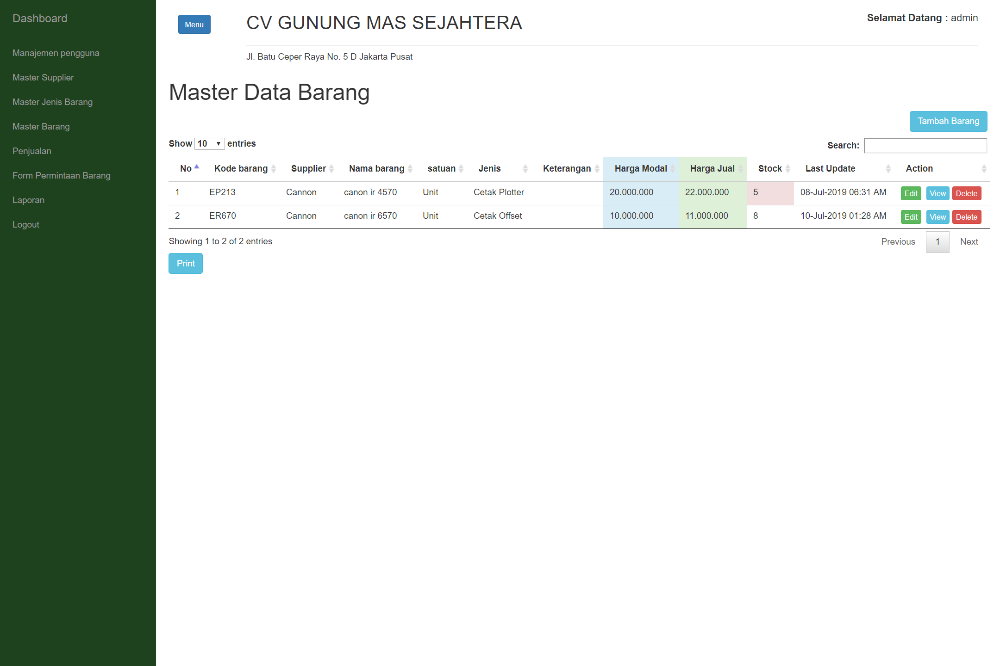 Dashboard
Manajemen pengguna
Master Supplier
Master Jenis Barang
Master Barang
Penjualan
Form Permintaan Barang
Laporan
Logout
Menu
CV GUNUNG MAS SEJAHTERA
Selamat Datang : admin
Jl. Batu Ceper Raya No. 5 D Jakarta Pusat
Master Data Barang
Tambah Barang
Show 10 entries
Search:
No Kode barang Supplier Nama barang satuan Jenis Keterangan Harga Modal Harga Jual Stock Last Update Action
1 EP213 Cannon canon ir 4570 Unit Cetak Plotter 20.000.000 22.000.000 5 08-Jul-2019 06:31 AM Edit View Delete
2 ER670 Cannon canon ir 6570 Unit Cetak Offset 10.000.000 11.000.000 8 10-Jul-2019 01:28 AM Edit View Delete
Showing 1 to 2 of 2 entries
Previous 1 Next
Print